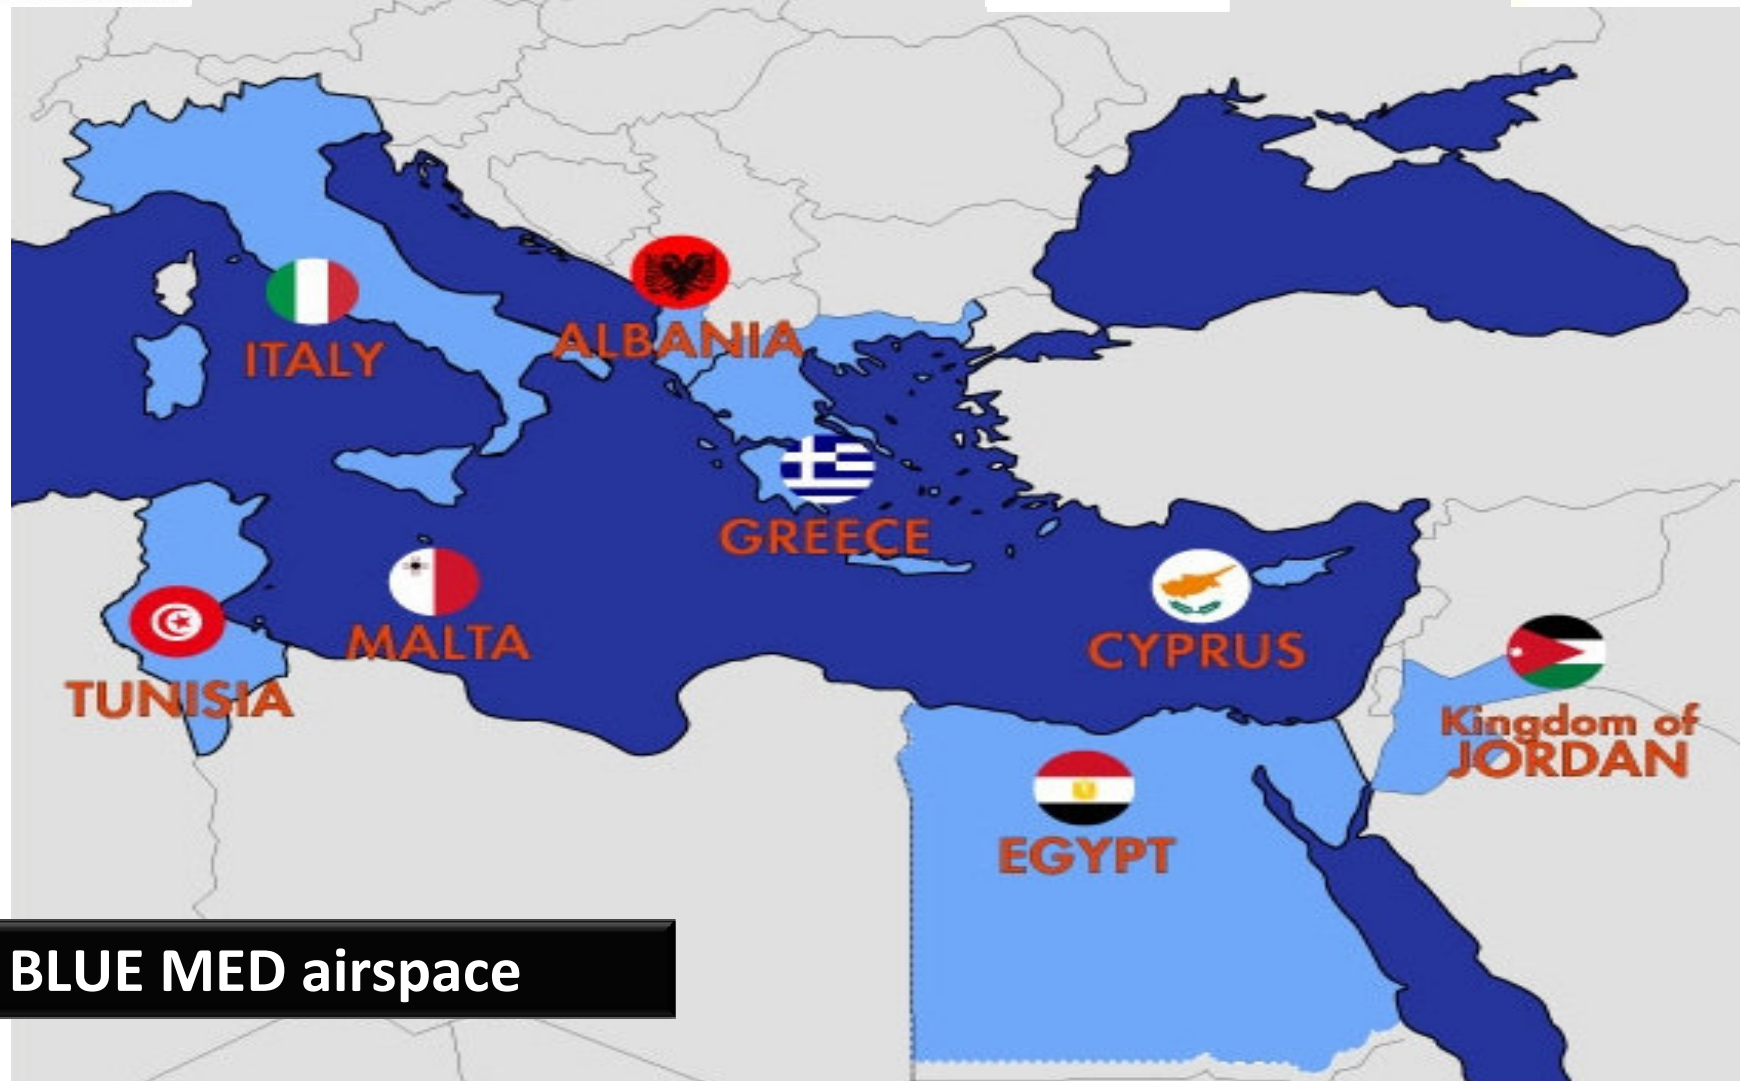 ALBANIA
ITALY
GREECE
MALTA
CYPRUS
TUNISIA
Kingdom of
JORDAN
EGYPT
BLUE MED airspace